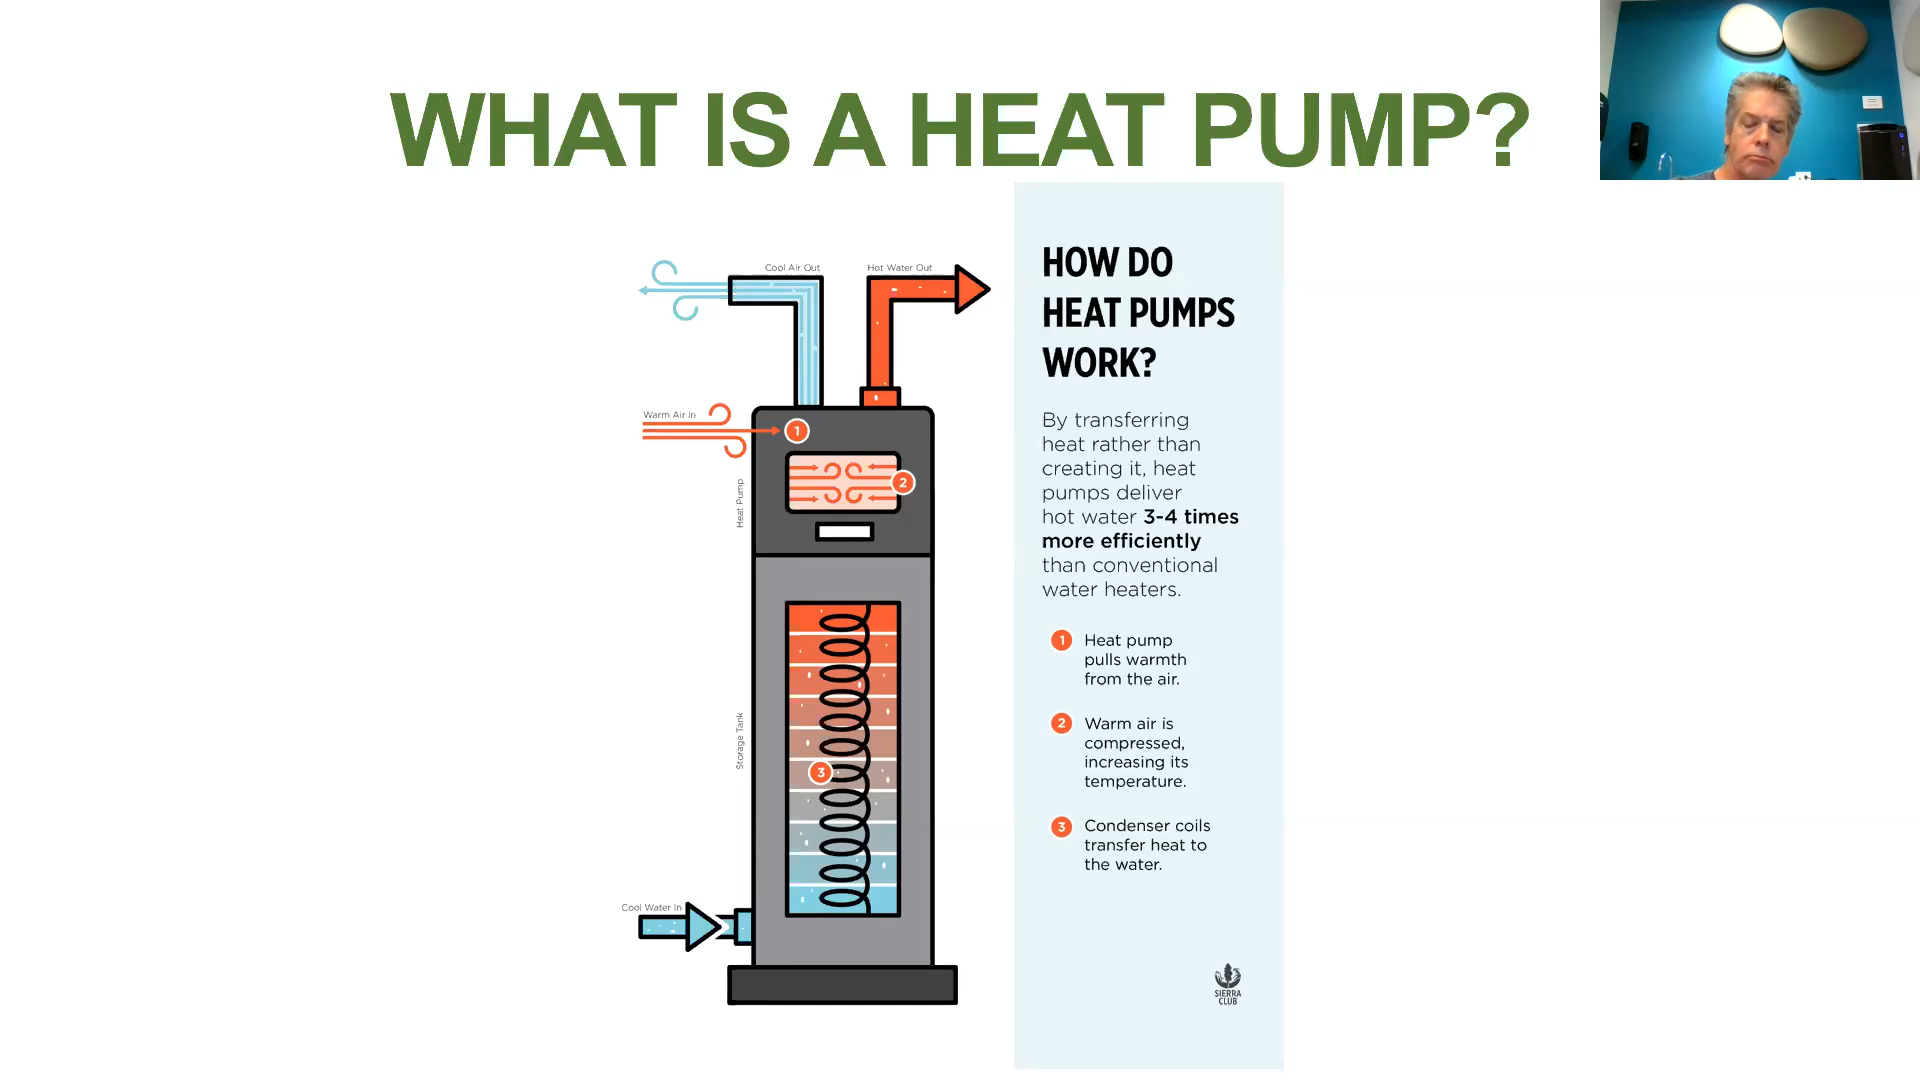 WHAT IS A HEAT PUMP?
Cool Air Out
Hot Water Out
Warm Air in
1
2
Heat Pump
Storage Tank
3
Cool Water In
HOW DO
HEAT PUMPS
WORK?
By transferring
heat rather than
creating it, heat
pumps deliver
hot water 3-4 times
more efficiently
than conventional
water heaters.
1 Heat pump
pulls warmth
from the air.
2 Warm air is
compressed,
increasing its
temperature.
3 Condenser coils
transfer heat to
the water.
SIERRA
CLUB